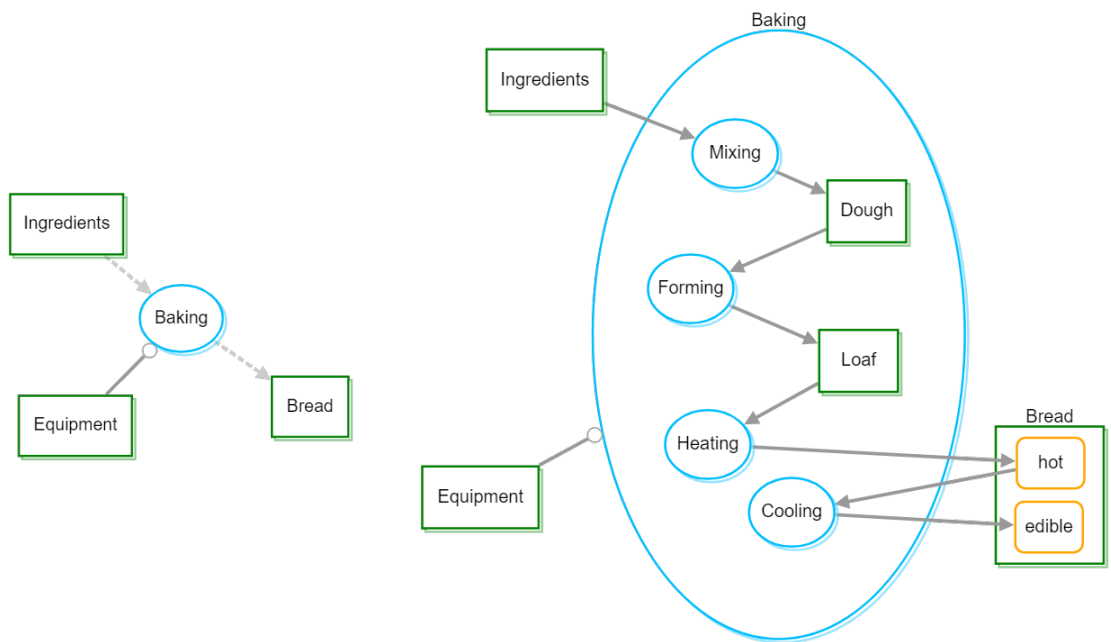 Ingredients
Baking
Equipment
Bread
Baking
Ingredients
Mixing
Dough
Forming
Loaf
Heating
Cooling
Equipment
Bread
hot
edible